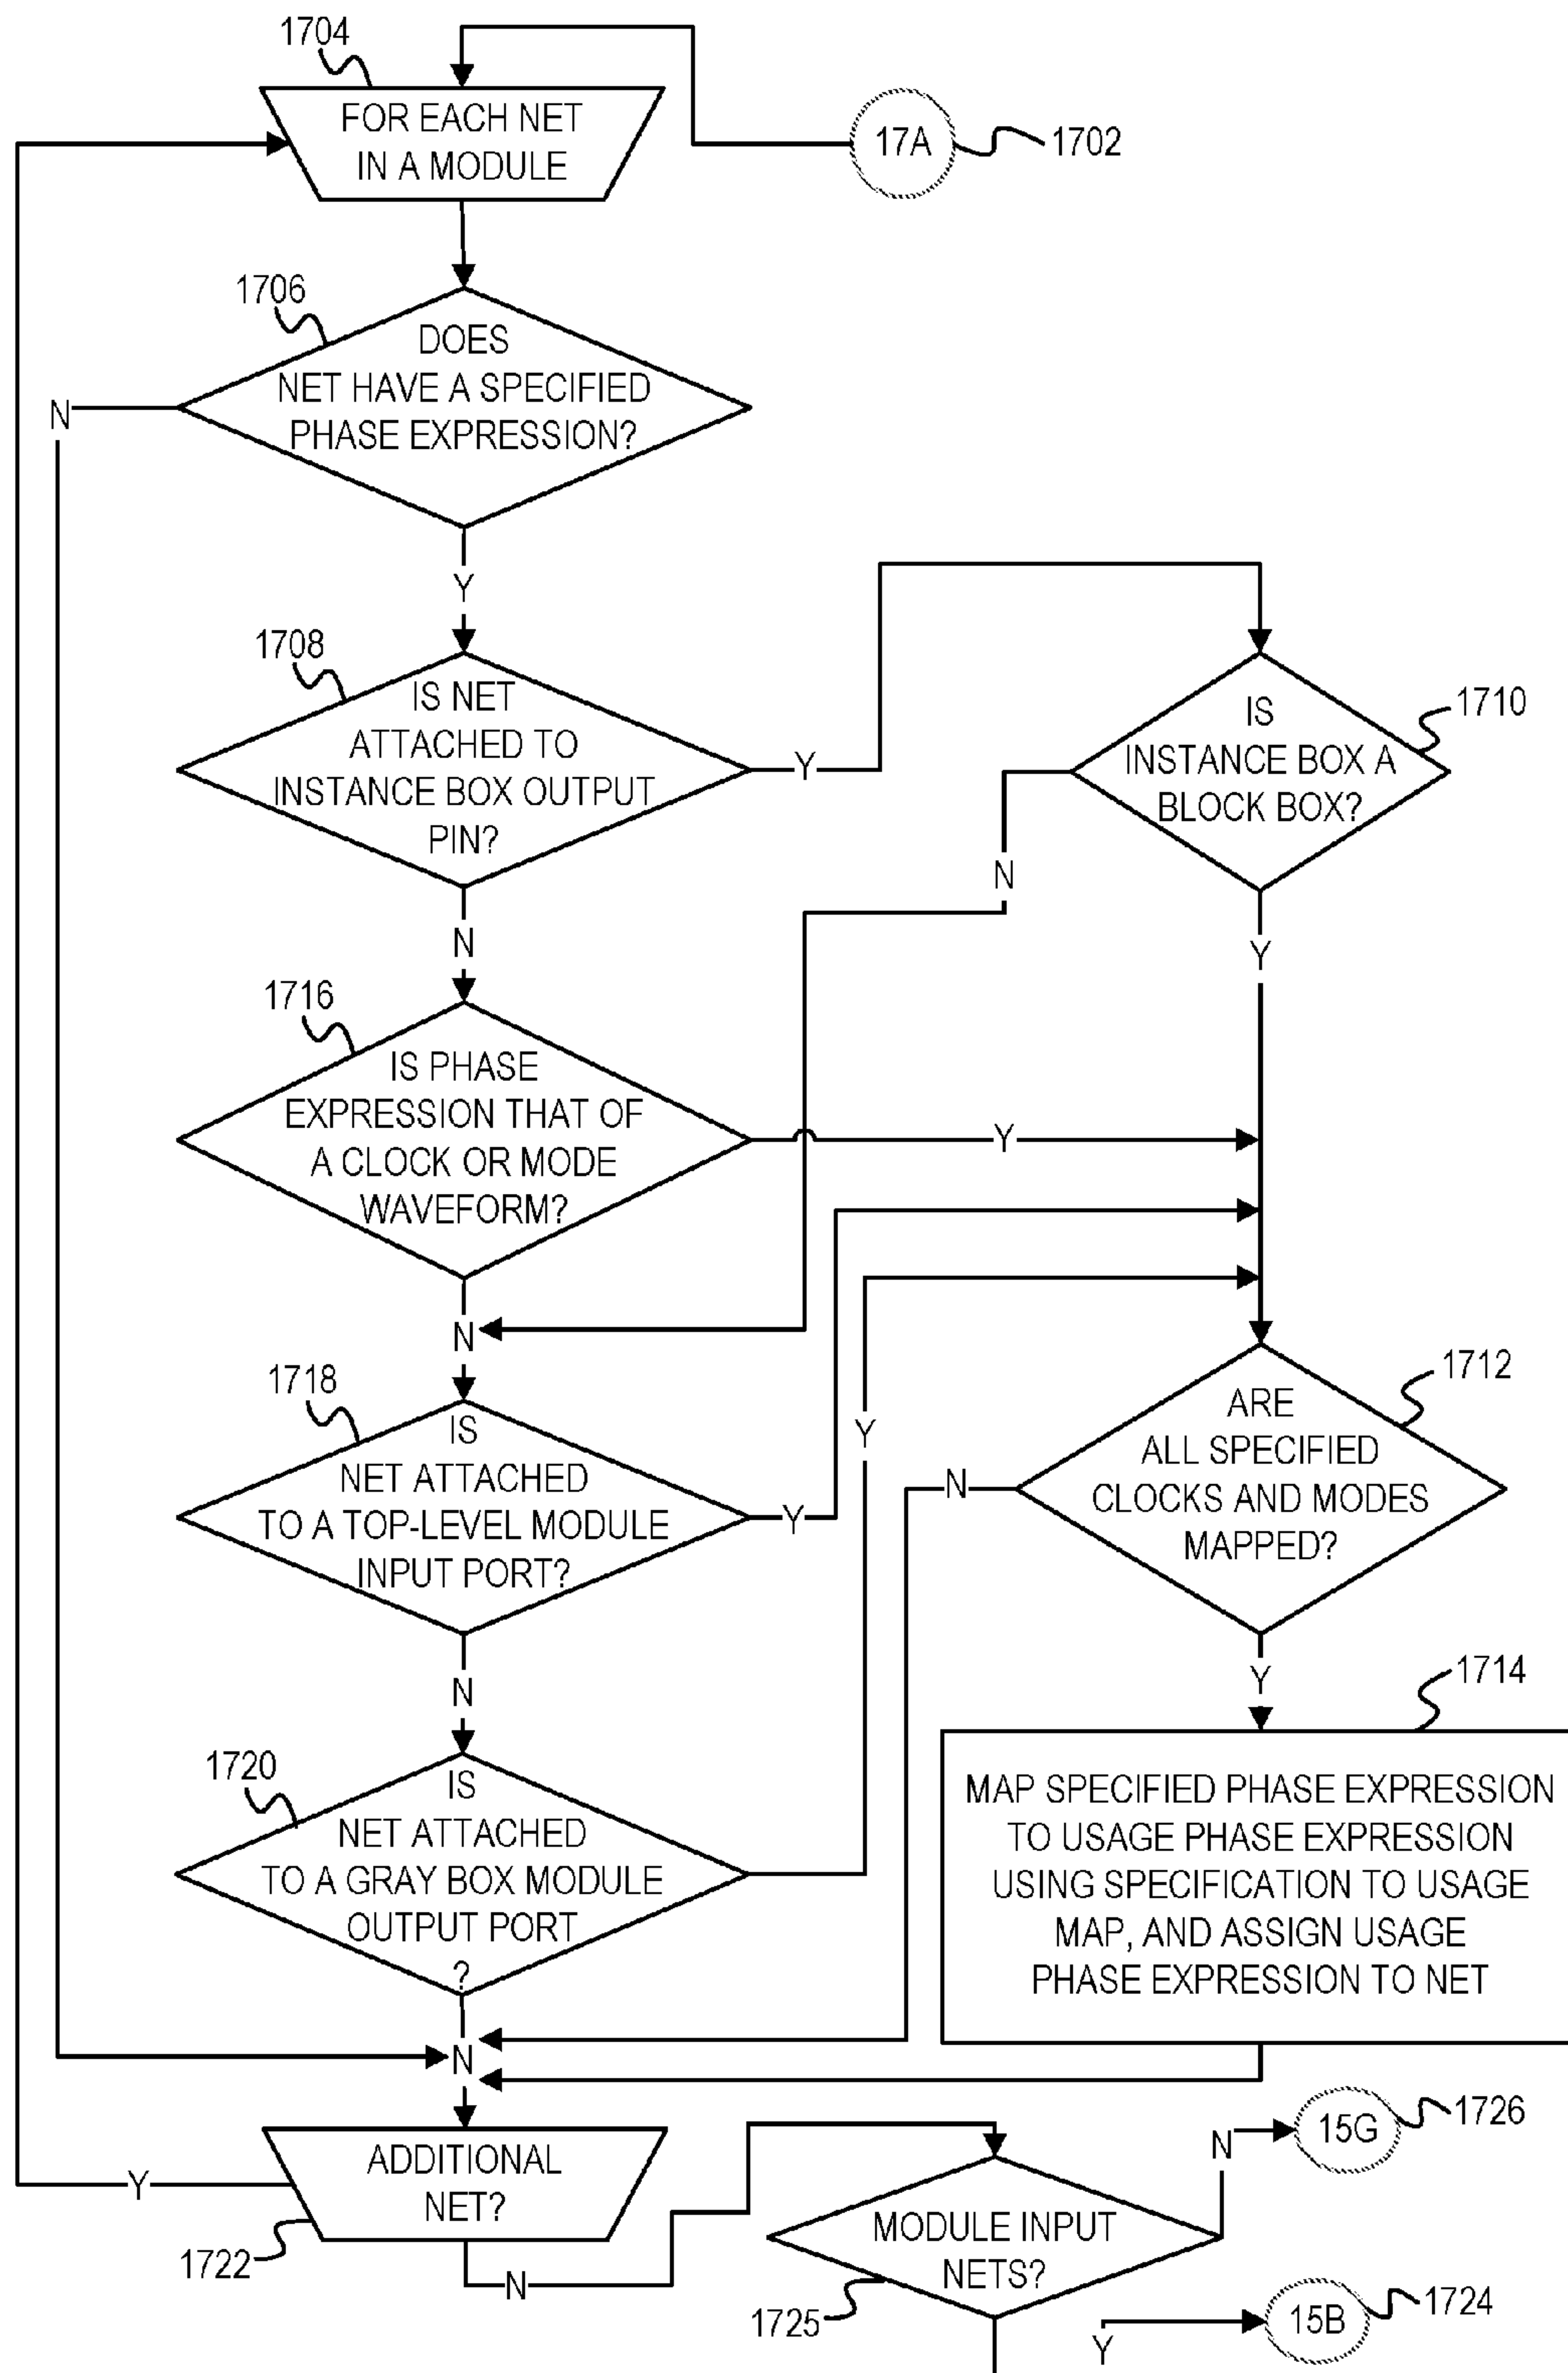 1704
FOR EACH NET
IN A MODULE
17A
1702
1706
DOES
NET HAVE A SPECIFIED
PHASE EXPRESSION?
N
Y
1708
IS NET
ATTACHED TO
INSTANCE BOX OUTPUT
PIN?
Y
1710
IS
INSTANCE BOX A
BLOCK BOX?
N
N
Y
1716
IS PHASE
EXPRESSION THAT OF
A CLOCK OR MODE
WAVEFORM?
Y
N
1718
IS
NET ATTACHED
TO A TOP-LEVEL MODULE
INPUT PORT?
Y
Y
1712
ARE
ALL SPECIFIED
CLOCKS AND MODES
MAPPED?
N
N
Y
1714
MAP SPECIFIED PHASE EXPRESSION
TO USAGE PHASE EXPRESSION
USING SPECIFICATION TO USAGE
MAP, AND ASSIGN USAGE
PHASE EXPRESSION TO NET
1720
IS
NET ATTACHED
TO A GRAY BOX MODULE
OUTPUT PORT
?
N
ADDITIONAL
NET?
Y
1722
N
MODULE INPUT
NETS?
1725
N
15G
1726
Y
15B
1724